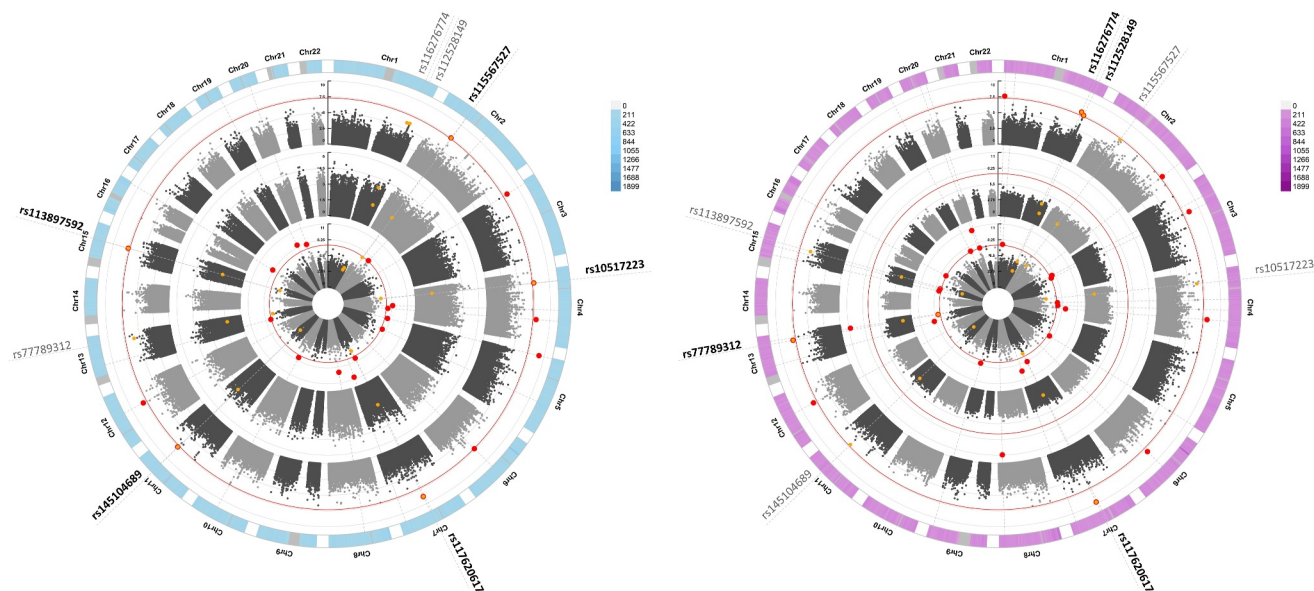 rs116276774
rs112528149
rs115567527
rs10517223
rs117620617
rs145104689
rs77789312
rs113897592
Chr1
Chr2
Chr3
Chr4
Chr5
Chr6
Chr7
Chr8
Chr9
Chr10
Chr11
Chr12
Chr13
Chr14
Chr15
Chr16
Chr17
Chr18
Chr19
Chr20
Chr21
Chr22
0
211
422
633
844
1055
1266
1477
1688
1899
rs116276774
rs112528149
rs115567527
rs10517223
rs117620617
rs145104689
rs77789312
rs113897592
Chr1
Chr2
Chr3
Chr4
Chr5
Chr6
Chr7
Chr8
Chr9
Chr10
Chr11
Chr12
Chr13
Chr14
Chr15
Chr16
Chr17
Chr18
Chr19
Chr20
Chr21
Chr22
0
211
422
633
844
1055
1266
1477
1688
1899